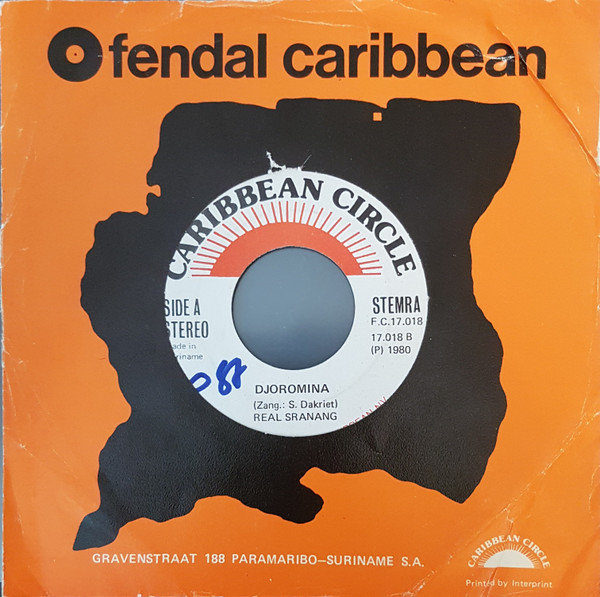 fendal caribbean
CARIBBEAN CIRCLE
SIDE A
STEREO
STEMRA
F.C.17.018
17.018 B
(P) 1980
87
DJOROMINA
(Zang.: S. Dakriet)
REAL SRANANG
GRAVENSTRAAT 188 PARAMARIBO–SURINAME S.A.
CARIBBEAN CIRCLE
Printed by Interprint